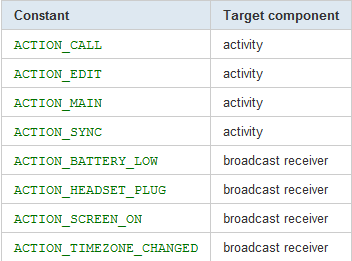 Constant Target component
ACTION_CALL activity
ACTION_EDIT activity
ACTION_MAIN activity
ACTION_SYNC activity
ACTION_BATTERY_LOW broadcast receiver
ACTION_HEADSET_PLUG broadcast receiver
ACTION_SCREEN_ON broadcast receiver
ACTION_TIMEZONE_CHANGED broadcast receiver